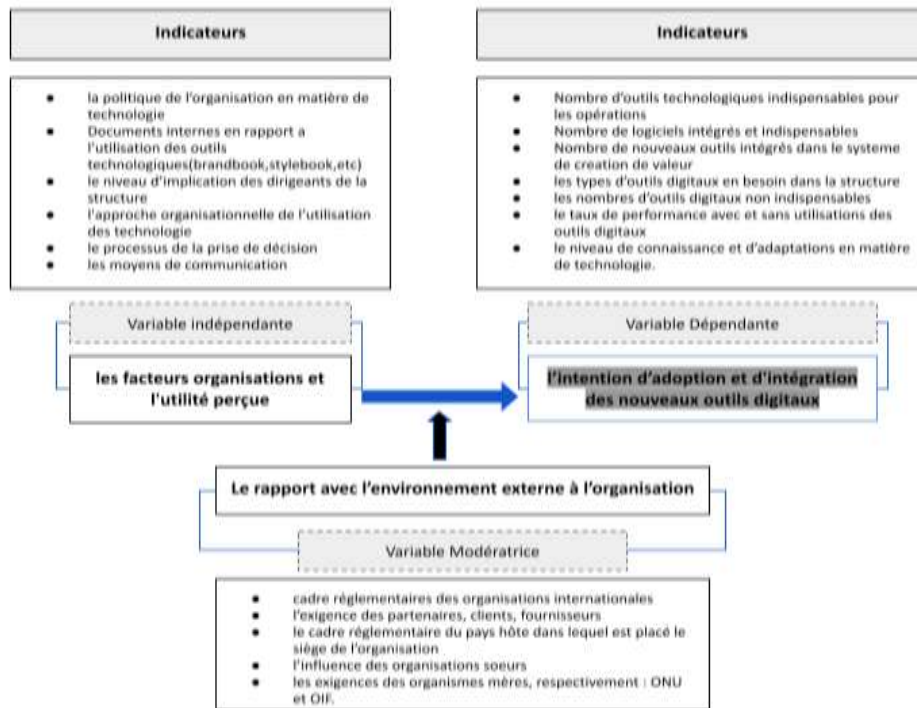 Indicateurs
la politique de l'organisation en matière de
technologie
Documents internes en rapport a
l'utilisation des outils
technologiques(brandbook,stylebook,etc)
le niveau d'implication des dirigeants de la
structure
l'approche organisationnelle de l'utilisation
des technologie
le processus de la prise de décision
les moyens de communication
Variable indépendante
les facteurs organisations et
l'utilité perçue
Indicateurs
Nombre d'outils technologiques indispensables pour
les opérations
Nombre de logiciels intégrés et Indispensables
Nombre de nouveaux outils intégrés dans le systeme
de creation de valeur
les types d'outils digitaux en besoin dans la structure
les nombres d'outils digitaux non indispensables
le taux de performance avec et sans utilisations des
outils digitaux
le niveau de connaissance et d'adaptations en matière
de technologie.
Variable Dépendante
l'intention d'adoption et d'intégration
des nouveaux outils digitaux
Le rapport avec l'environnement externe à l'organisation
Variable Modératrice
cadre réglementaires des organisations internationales
l'exigence des partenaires, clients, fournisseurs
le cadre réglementaire du pays hôte dans lequel est placé le
siège de l'organisation
l'influence des organisations soeurs
les exigences des organismes mères, respectivement : ONU
et OIF.